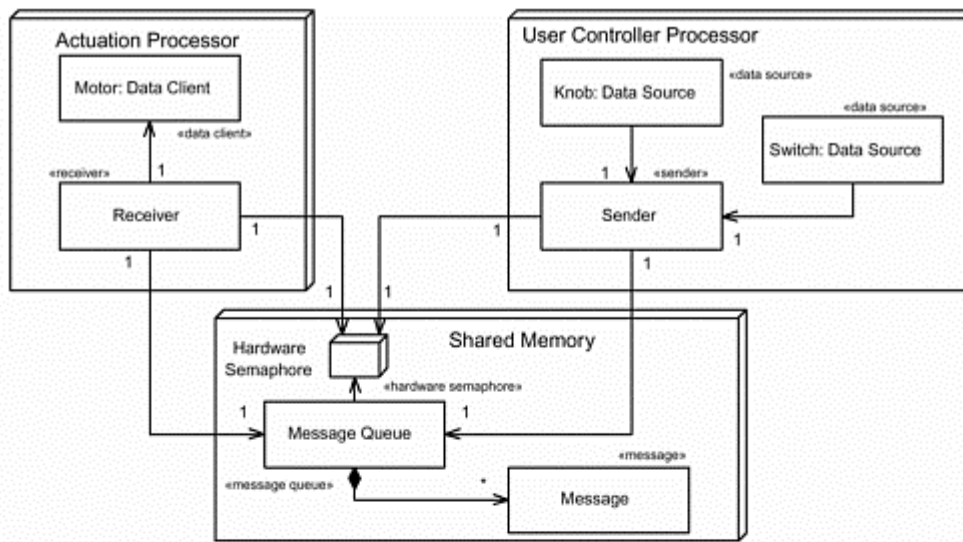 Actuation Processor
Motor: Data Client
«data client»
1
«receiver»
Receiver
1
1
User Controller Processor
Knob: Data Source
«data source»
«data source»
Switch: Data Source
1
«sender»
Sender
1
1
1
1
1
Shared Memory
Hardware
Semaphore
«hardware semaphore»
1
1
Message Queue
«message queue»
*
«message»
Message